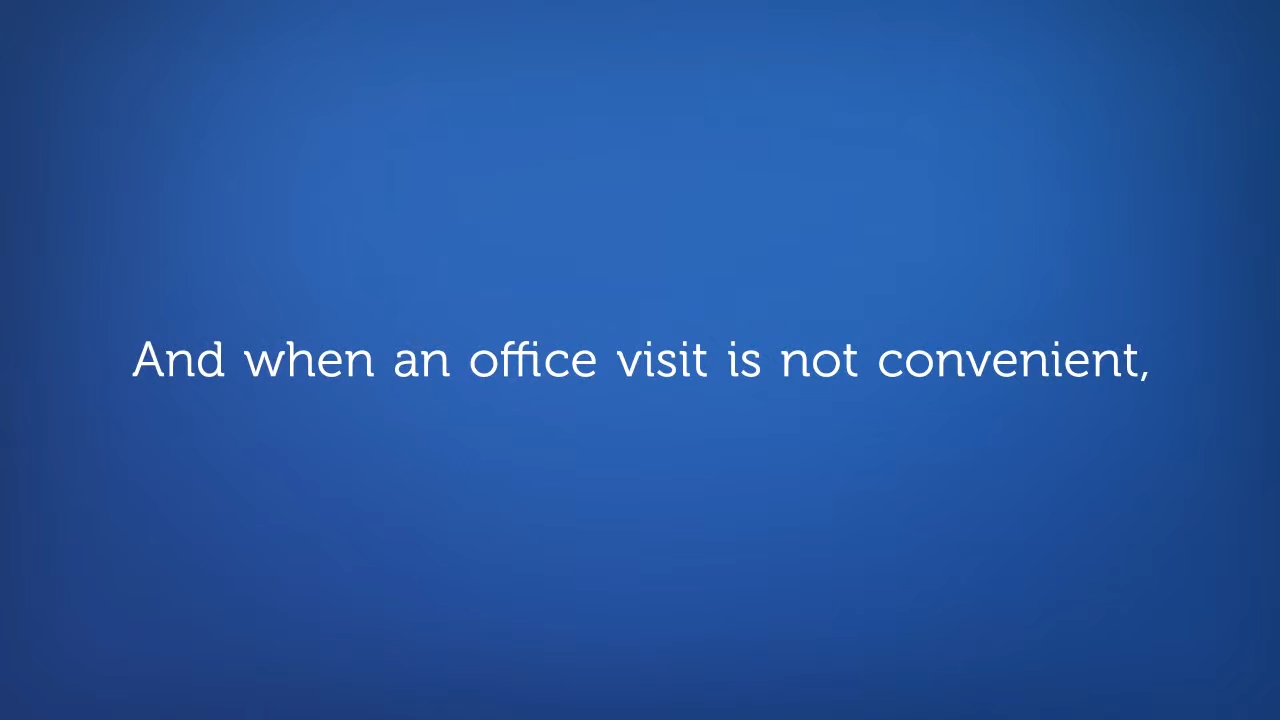 And when an office visit is not convenient,